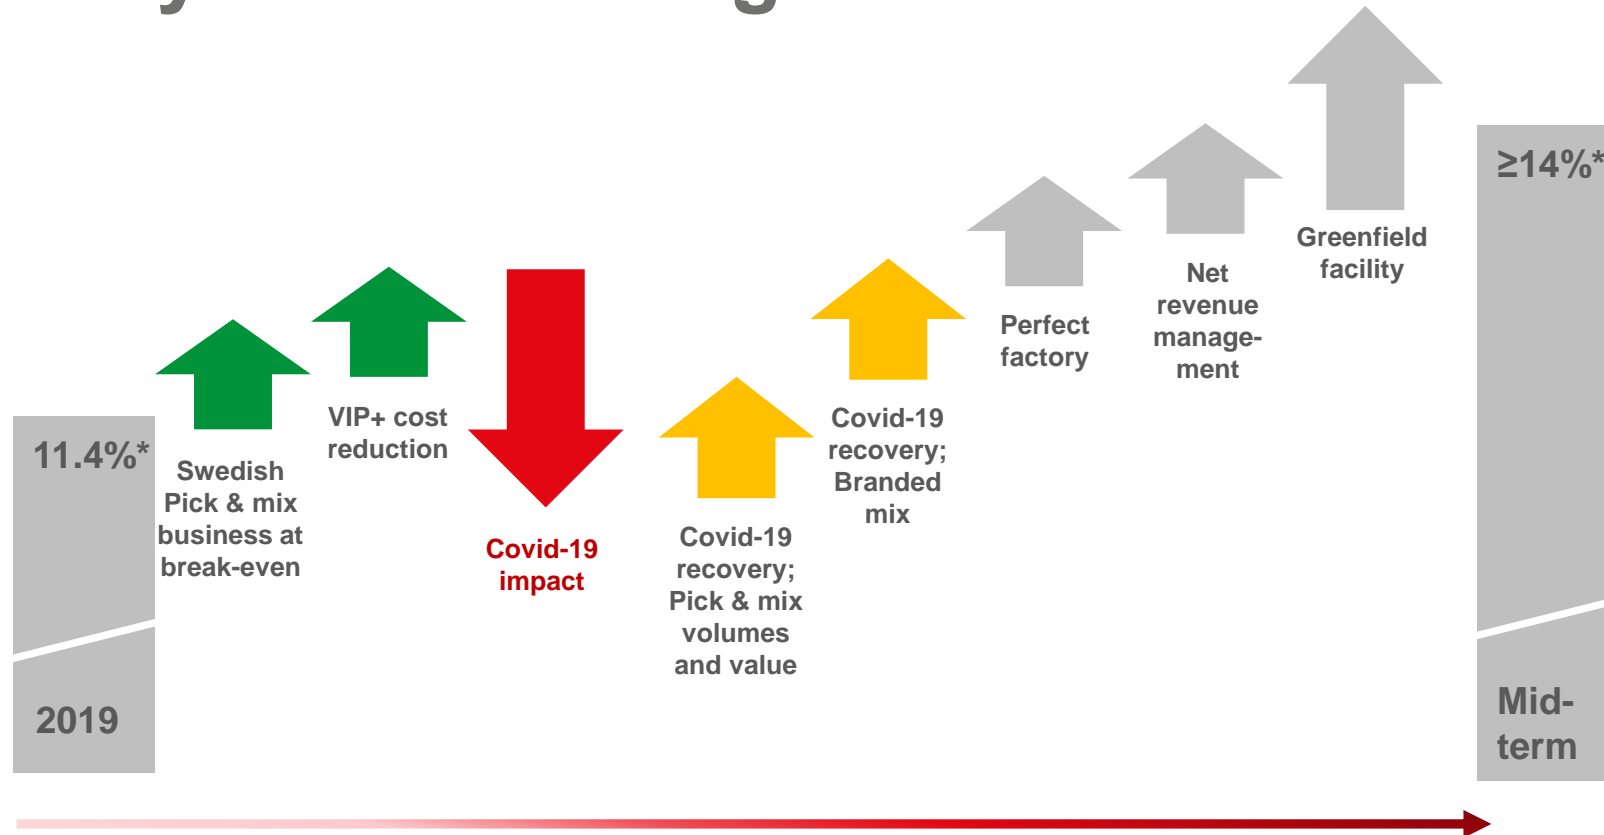 11.4%*
2019
Swedish
Pick & mix
business at
break-even
VIP+ cost
reduction
Covid-19
impact
Covid-19
recovery;
Pick & mix
volumes
and value
Covid-19
recovery;
Branded
mix
Perfect
factory
Net
revenue
manage-
ment
Greenfield
facility
≥14%*
Mid-
term